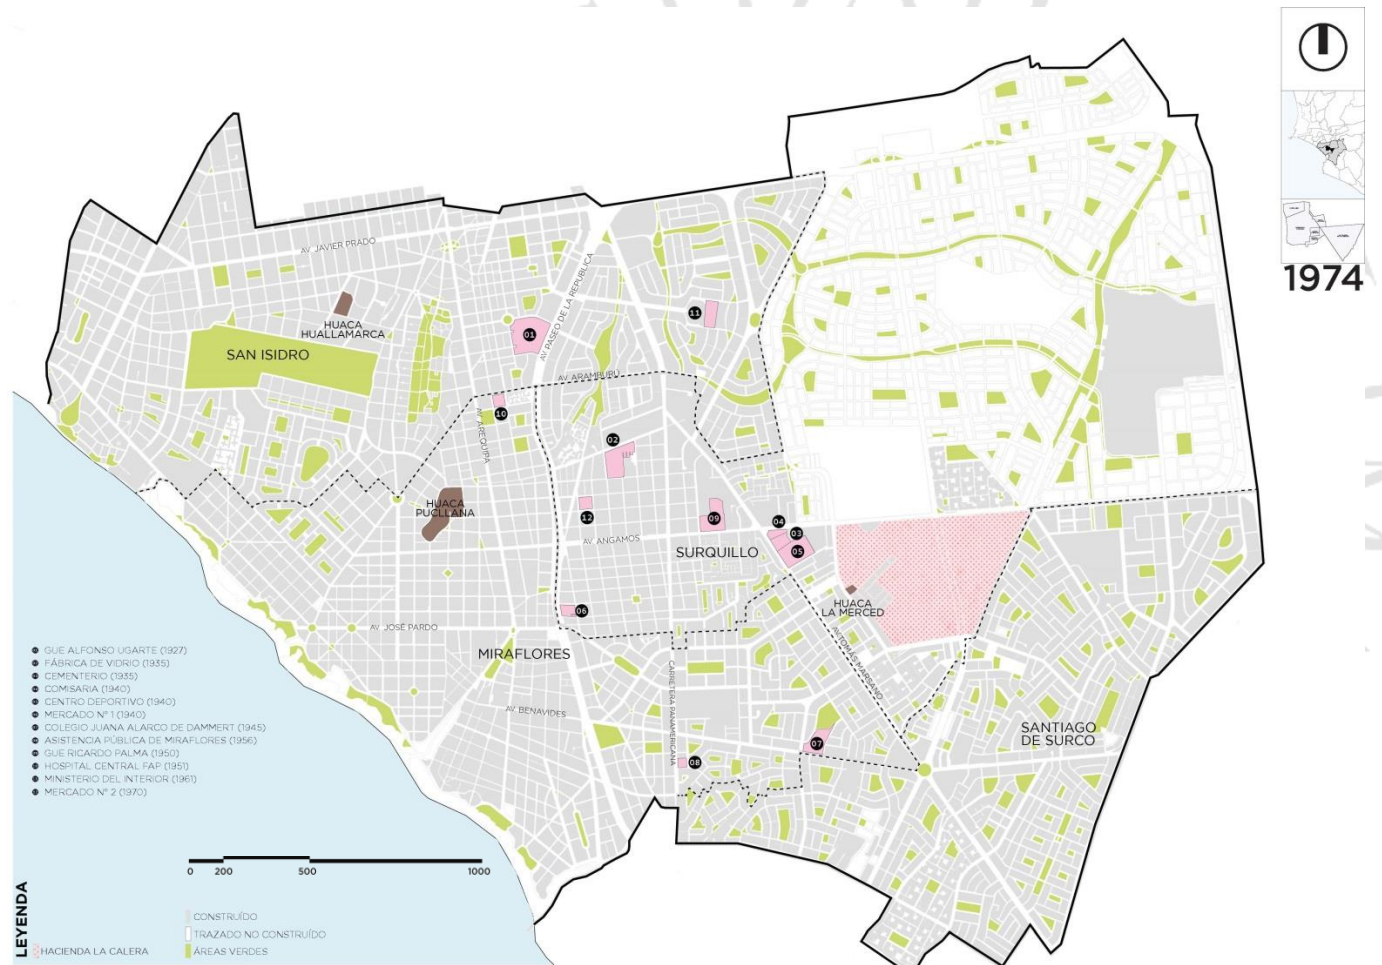 1974
AV. JAVIER PRADO
HUACA
HUALLAMARCA
SAN ISIDRO
01
AV. PASEO DE LA REPÚBLICA
11
AV. ARAMBURÚ
10
AV. AREQUIPA
02
HUACA
PUCLLANA
12
09
04
03
05
AV. ANGAMOS
SURQUILLO
HUACA
LA MERCED
06
AV. JOSÉ PARDO
MIRAFLORES
CARRETERA PANAMERICANA
AV.TOMÁS MARSANO
AV. BENAVIDES
07
08
SANTIAGO
DE SURCO
GUE ALFONSO UGARTE (1927)
FÁBRICA DE VIDRIO (1935)
CEMENTERIO (1935)
COMISARIA (1940)
CENTRO DEPORTIVO (1940)
MERCADO Nº 1 (1940)
COLEGIO JUANA ALARCO DE DAMMERT (1945)
ASISTENCIA PÚBLICA DE MIRAFLORES (1956)
GUE RICARDO PALMA (1950)
HOSPITAL CENTRAL FAP (1951)
MINISTERIO DEL INTERIOR (1961)
MERCADO Nº 2 (1970)
0 200 500 1000
LEYENDA
HACIENDA LA CALERA
CONSTRUÍDO
TRAZADO NO CONSTRUÍDO
ÁREAS VERDES